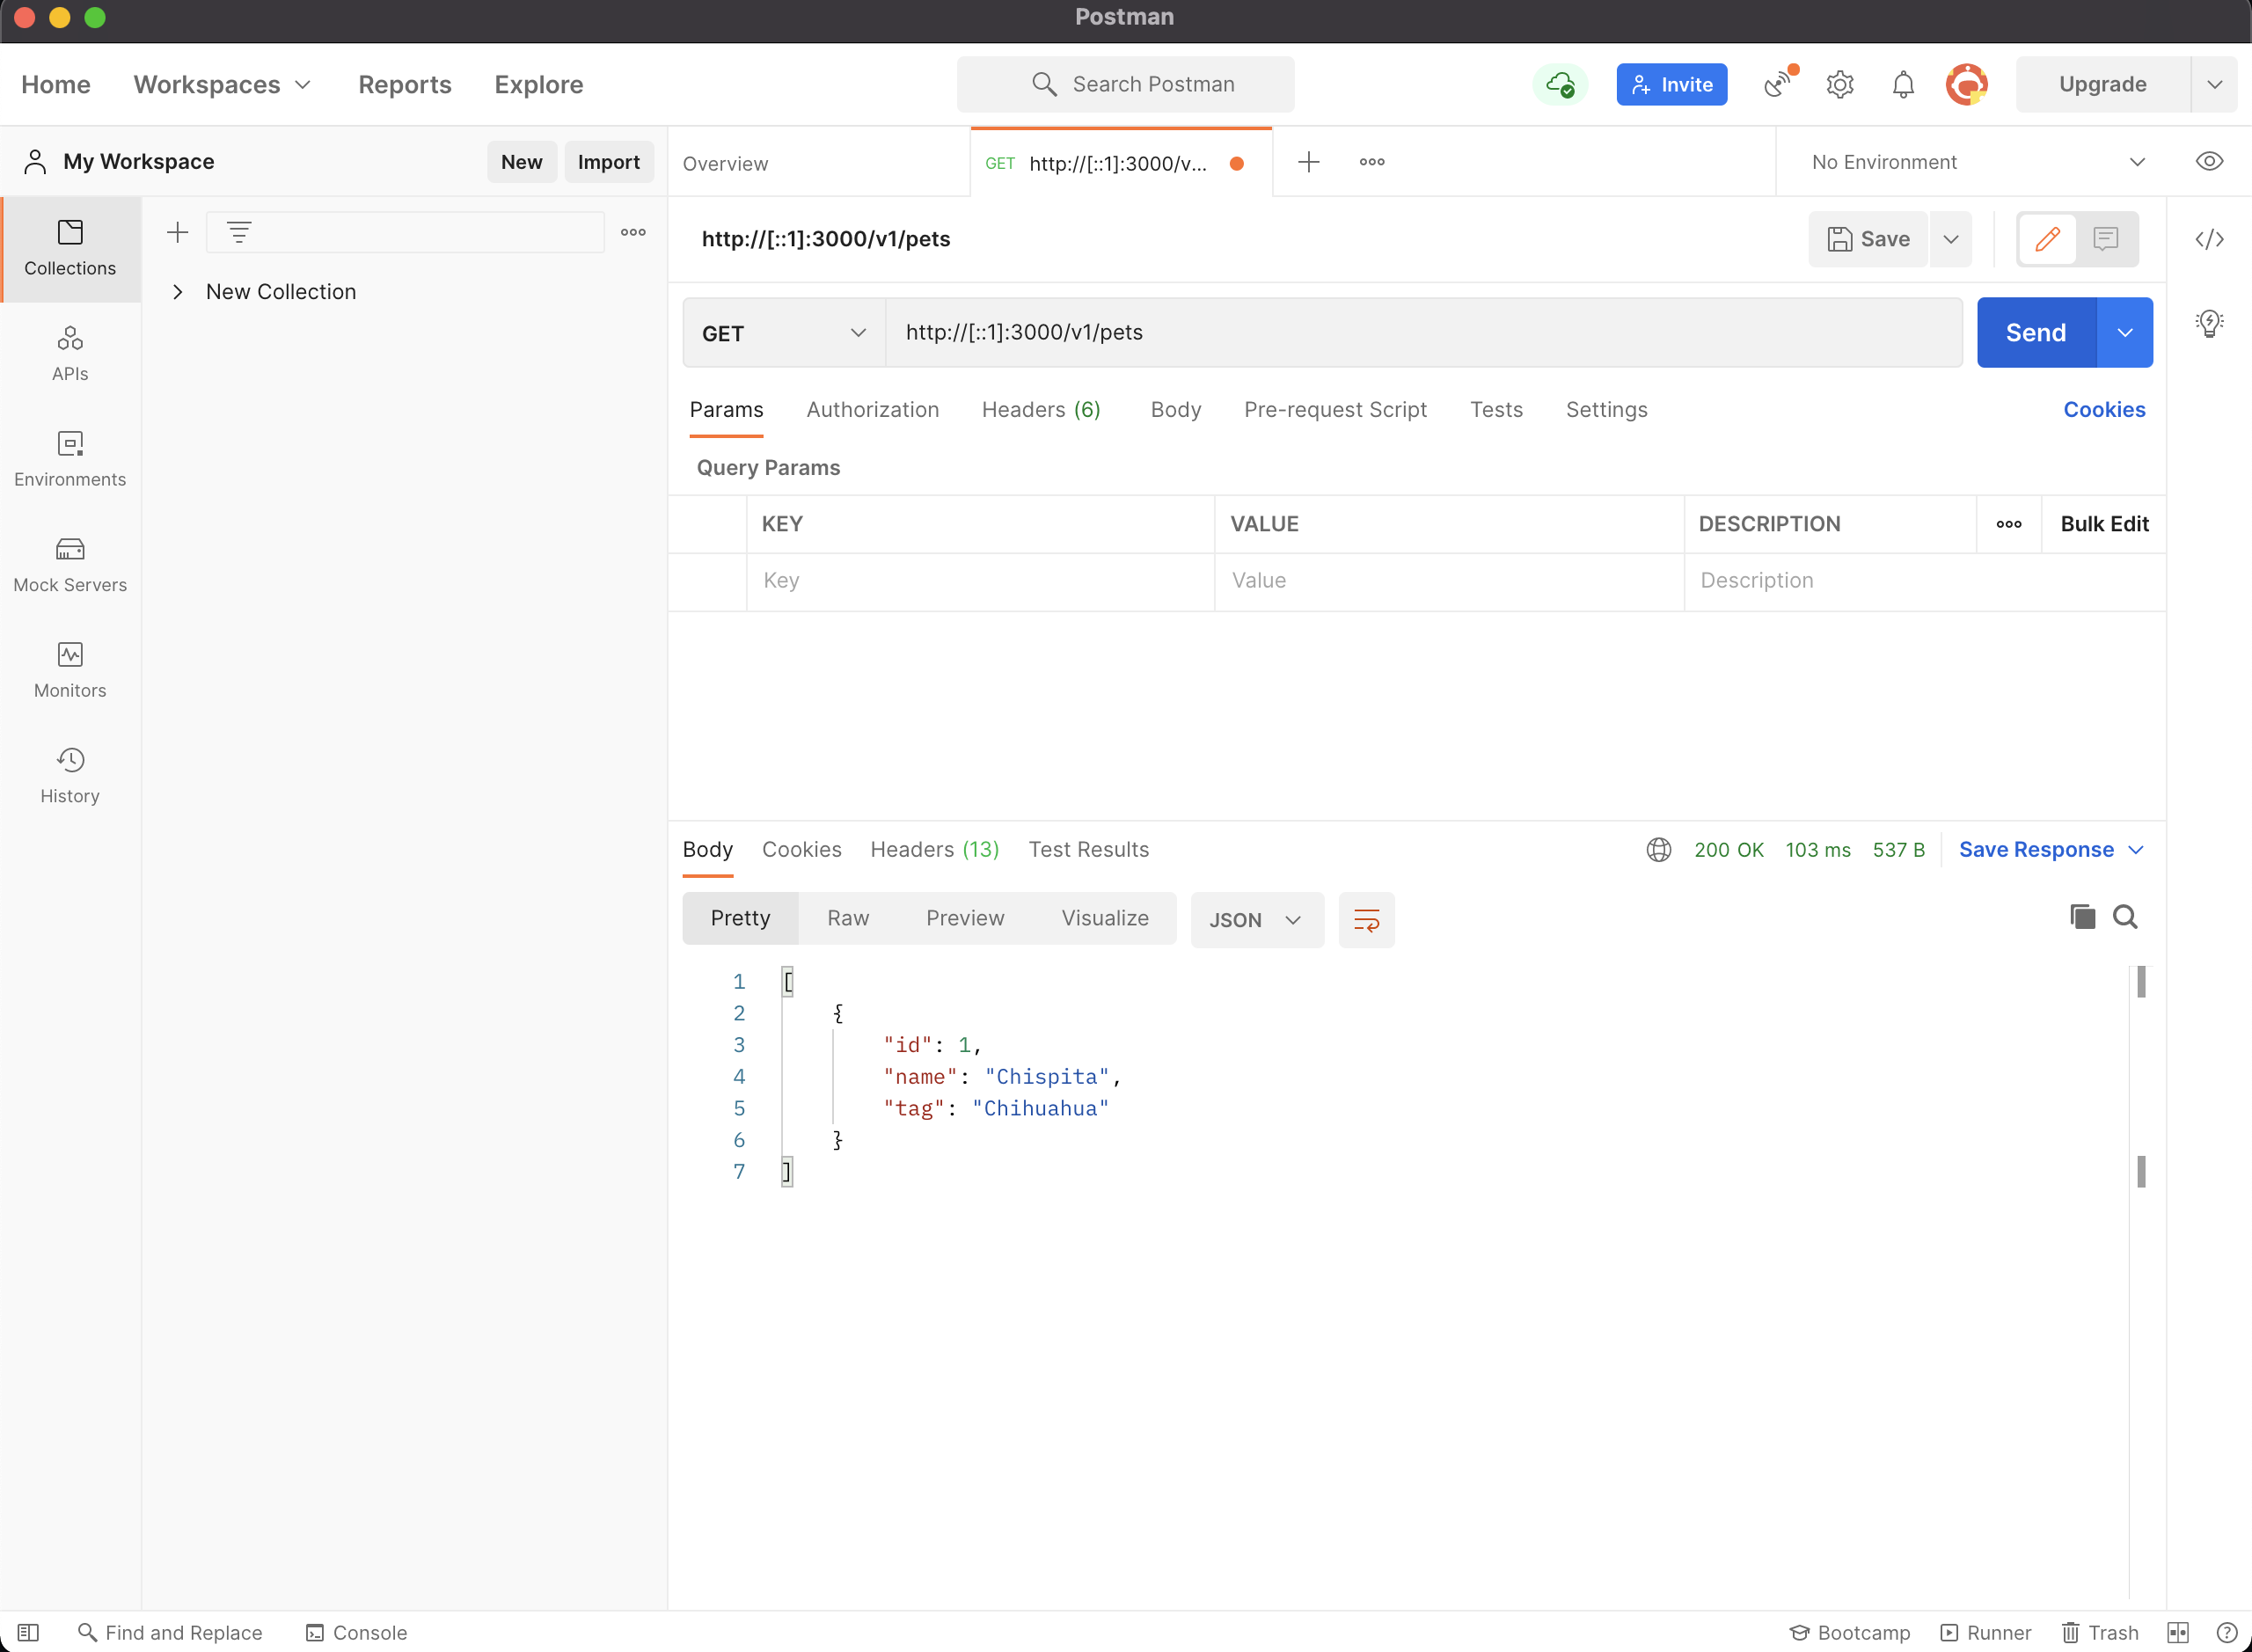 Postman
Home Workspaces Reports Explore Search Postman Invite Upgrade
My Workspace New Import Overview GET http://[::1]:3000/v... No Environment
Collections
APIs
Environments
Mock Servers
Monitors
History
New Collection
http://[::1]:3000/v1/pets Save
GET http://[::1]:3000/v1/pets Send
Params Authorization Headers (6) Body Pre-request Script Tests Settings Cookies
Query Params
KEY VALUE DESCRIPTION Bulk Edit
Key Value Description
Body Cookies Headers (13) Test Results 200 OK 103 ms 537 B Save Response
Pretty Raw Preview Visualize JSON
1 [
2 {
3 "id": 1,
4 "name": "Chispita",
5 "tag": "Chihuahua"
6 }
7 ]
Find and Replace Console Bootcamp Runner Trash